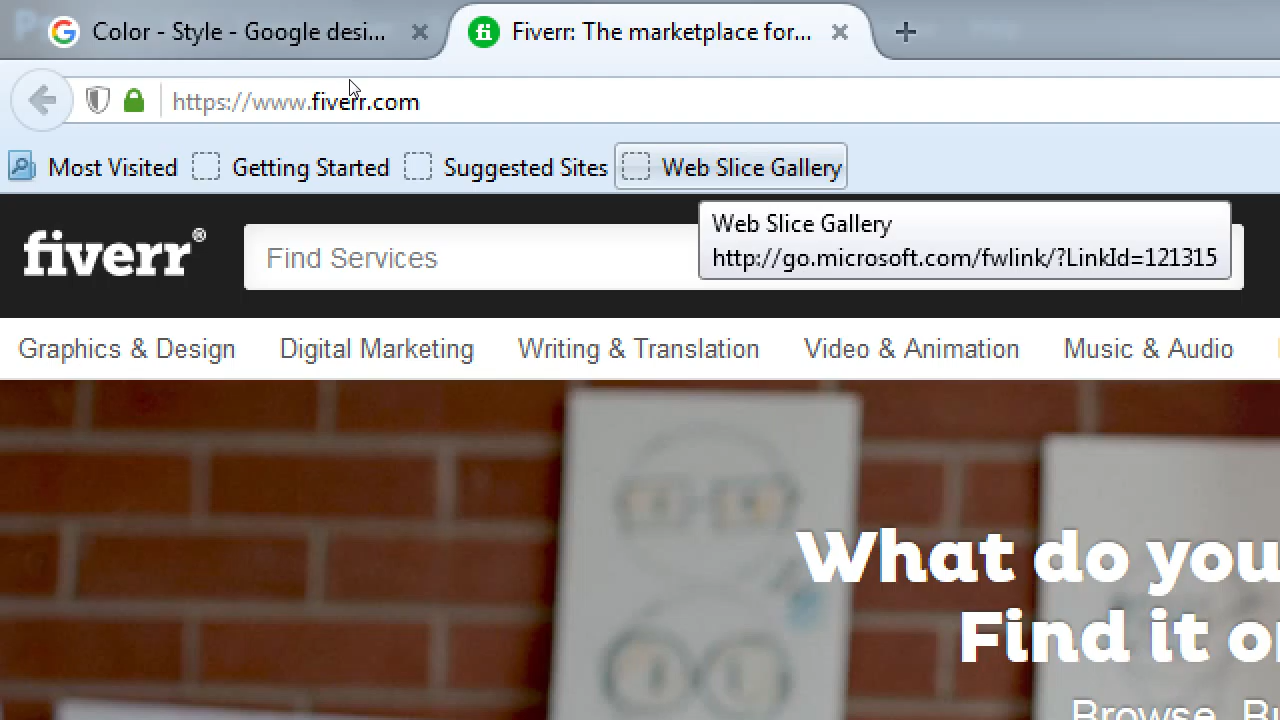 Color - Style - Google desi...
Fiverr: The marketplace for...
https://www.fiverr.com
Most Visited
Getting Started
Suggested Sites
Web Slice Gallery
Web Slice Gallery
http://go.microsoft.com/fwlink/?LinkId=121315
fiverr®
Find Services
Graphics & Design
Digital Marketing
Writing & Translation
Video & Animation
Music & Audio
What do you
Find it o
Browse. Bu